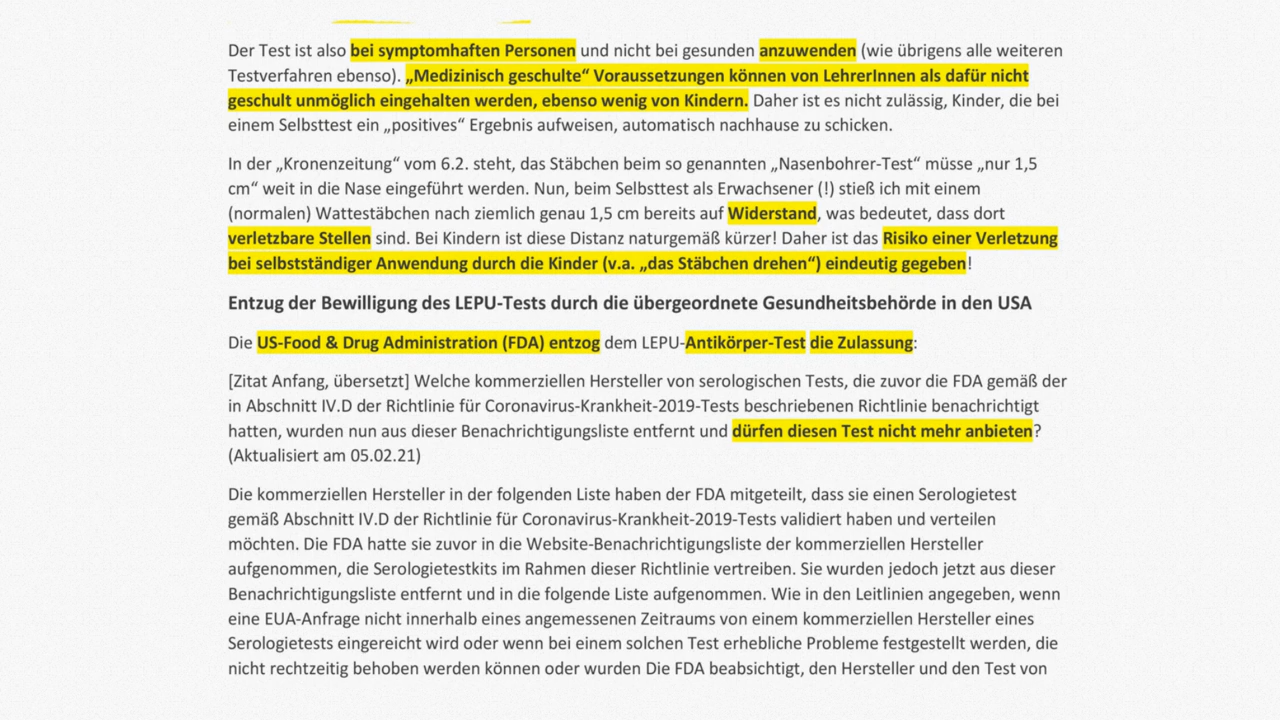 Der Test ist also bei symptomhaften Personen und nicht bei gesunden anzuwenden (wie übrigens alle weiteren
Testverfahren ebenso). „Medizinisch geschulte“ Voraussetzungen können von LehrerInnen als dafür nicht
geschult unmöglich eingehalten werden, ebenso wenig von Kindern. Daher ist es nicht zulässig, Kinder, die bei
einem Selbsttest ein „positives“ Ergebnis aufweisen, automatisch nachhause zu schicken.
In der „Kronenzeitung“ vom 6.2. steht, das Stäbchen beim so genannten „Nasenbohrer-Test“ müsse „nur 1,5
cm“ weit in die Nase eingeführt werden. Nun, beim Selbsttest als Erwachsener (!) stieß ich mit einem
(normalen) Wattestäbchen nach ziemlich genau 1,5 cm bereits auf Widerstand, was bedeutet, dass dort
verletzbare Stellen sind. Bei Kindern ist diese Distanz naturgemäß kürzer! Daher ist das Risiko einer Verletzung
bei selbstständiger Anwendung durch die Kinder (v.a. „das Stäbchen drehen“) eindeutig gegeben!
Entzug der Bewilligung des LEPU-Tests durch die übergeordnete Gesundheitsbehörde in den USA
Die US-Food & Drug Administration (FDA) entzog dem LEPU-Antikörper-Test die Zulassung:
[Zitat Anfang, übersetzt] Welche kommerziellen Hersteller von serologischen Tests, die zuvor die FDA gemäß der
in Abschnitt IV.D der Richtlinie für Coronavirus-Krankheit-2019-Tests beschriebenen Richtlinie benachrichtigt
hatten, wurden nun aus dieser Benachrichtigungsliste entfernt und dürfen diesen Test nicht mehr anbieten?
(Aktualisiert am 05.02.21)
Die kommerziellen Hersteller in der folgenden Liste haben der FDA mitgeteilt, dass sie einen Serologietest
gemäß Abschnitt IV.D der Richtlinie für Coronavirus-Krankheit-2019-Tests validiert haben und verteilen
möchten. Die FDA hatte sie zuvor in die Website-Benachrichtigungsliste der kommerziellen Hersteller
aufgenommen, die Serologietestkits im Rahmen dieser Richtlinie vertreiben. Sie wurden jedoch jetzt aus dieser
Benachrichtigungsliste entfernt und in die folgende Liste aufgenommen. Wie in den Leitlinien angegeben, wenn
eine EUA-Anfrage nicht innerhalb eines angemessenen Zeitraums von einem kommerziellen Hersteller eines
Serologietests eingereicht wird oder wenn bei einem solchen Test erhebliche Probleme festgestellt werden, die
nicht rechtzeitig behoben werden können oder wurden Die FDA beabsichtigt, den Hersteller und den Test von